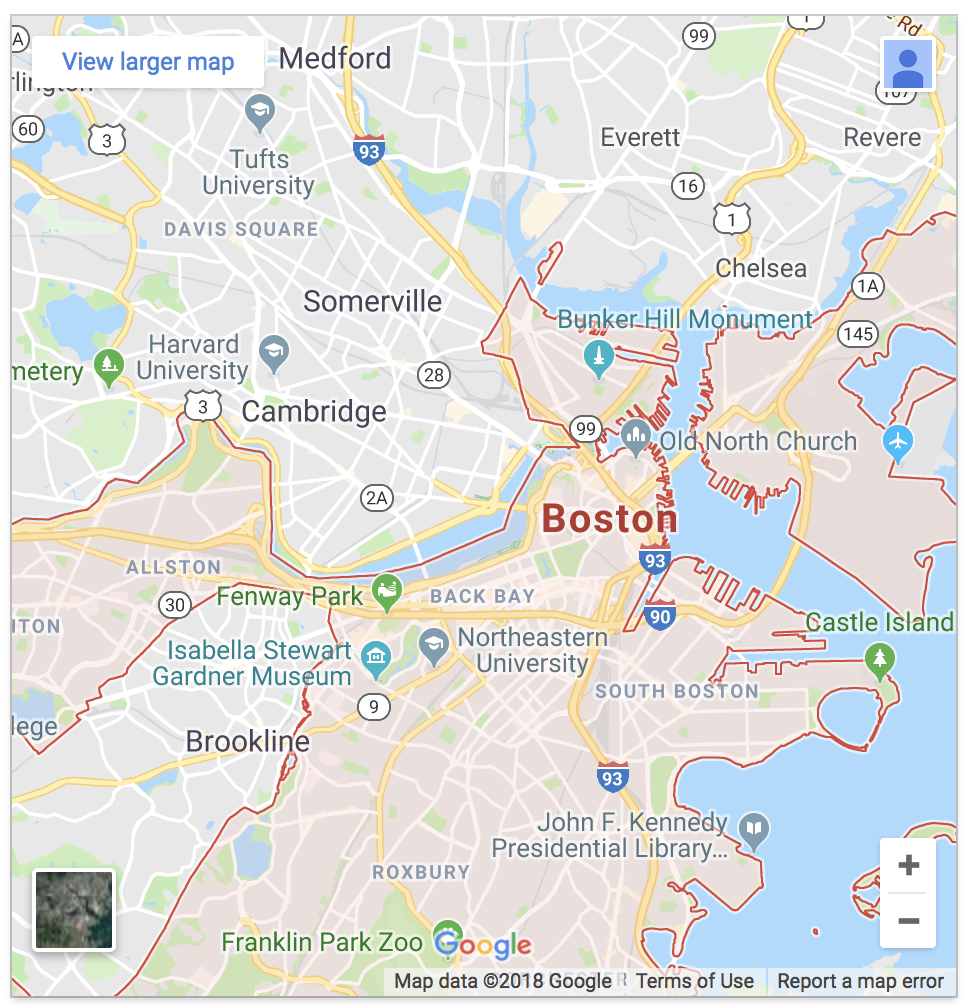 A
View larger map
Medford
99
1
Rd
rlington
60
3
93
167
Everett
Revere
Tufts
University
16
1
DAVIS SQUARE
Chelsea
1A
Somerville
Bunker Hill Monument
145
Harvard
University
metery
28
3
Cambridge
99
Old North Church
2A
Boston
93
ALLSTON
Fenway Park
BACK BAY
30
90
Castle Island
ITON
Isabella Stewart
Gardner Museum
Northeastern
University
SOUTH BOSTON
9
lege
Brookline
93
John F. Kennedy
Presidential Library...
+
ROXBURY
−
Franklin Park Zoo
Google
Map data ©2018 Google
Terms of Use
Report a map error